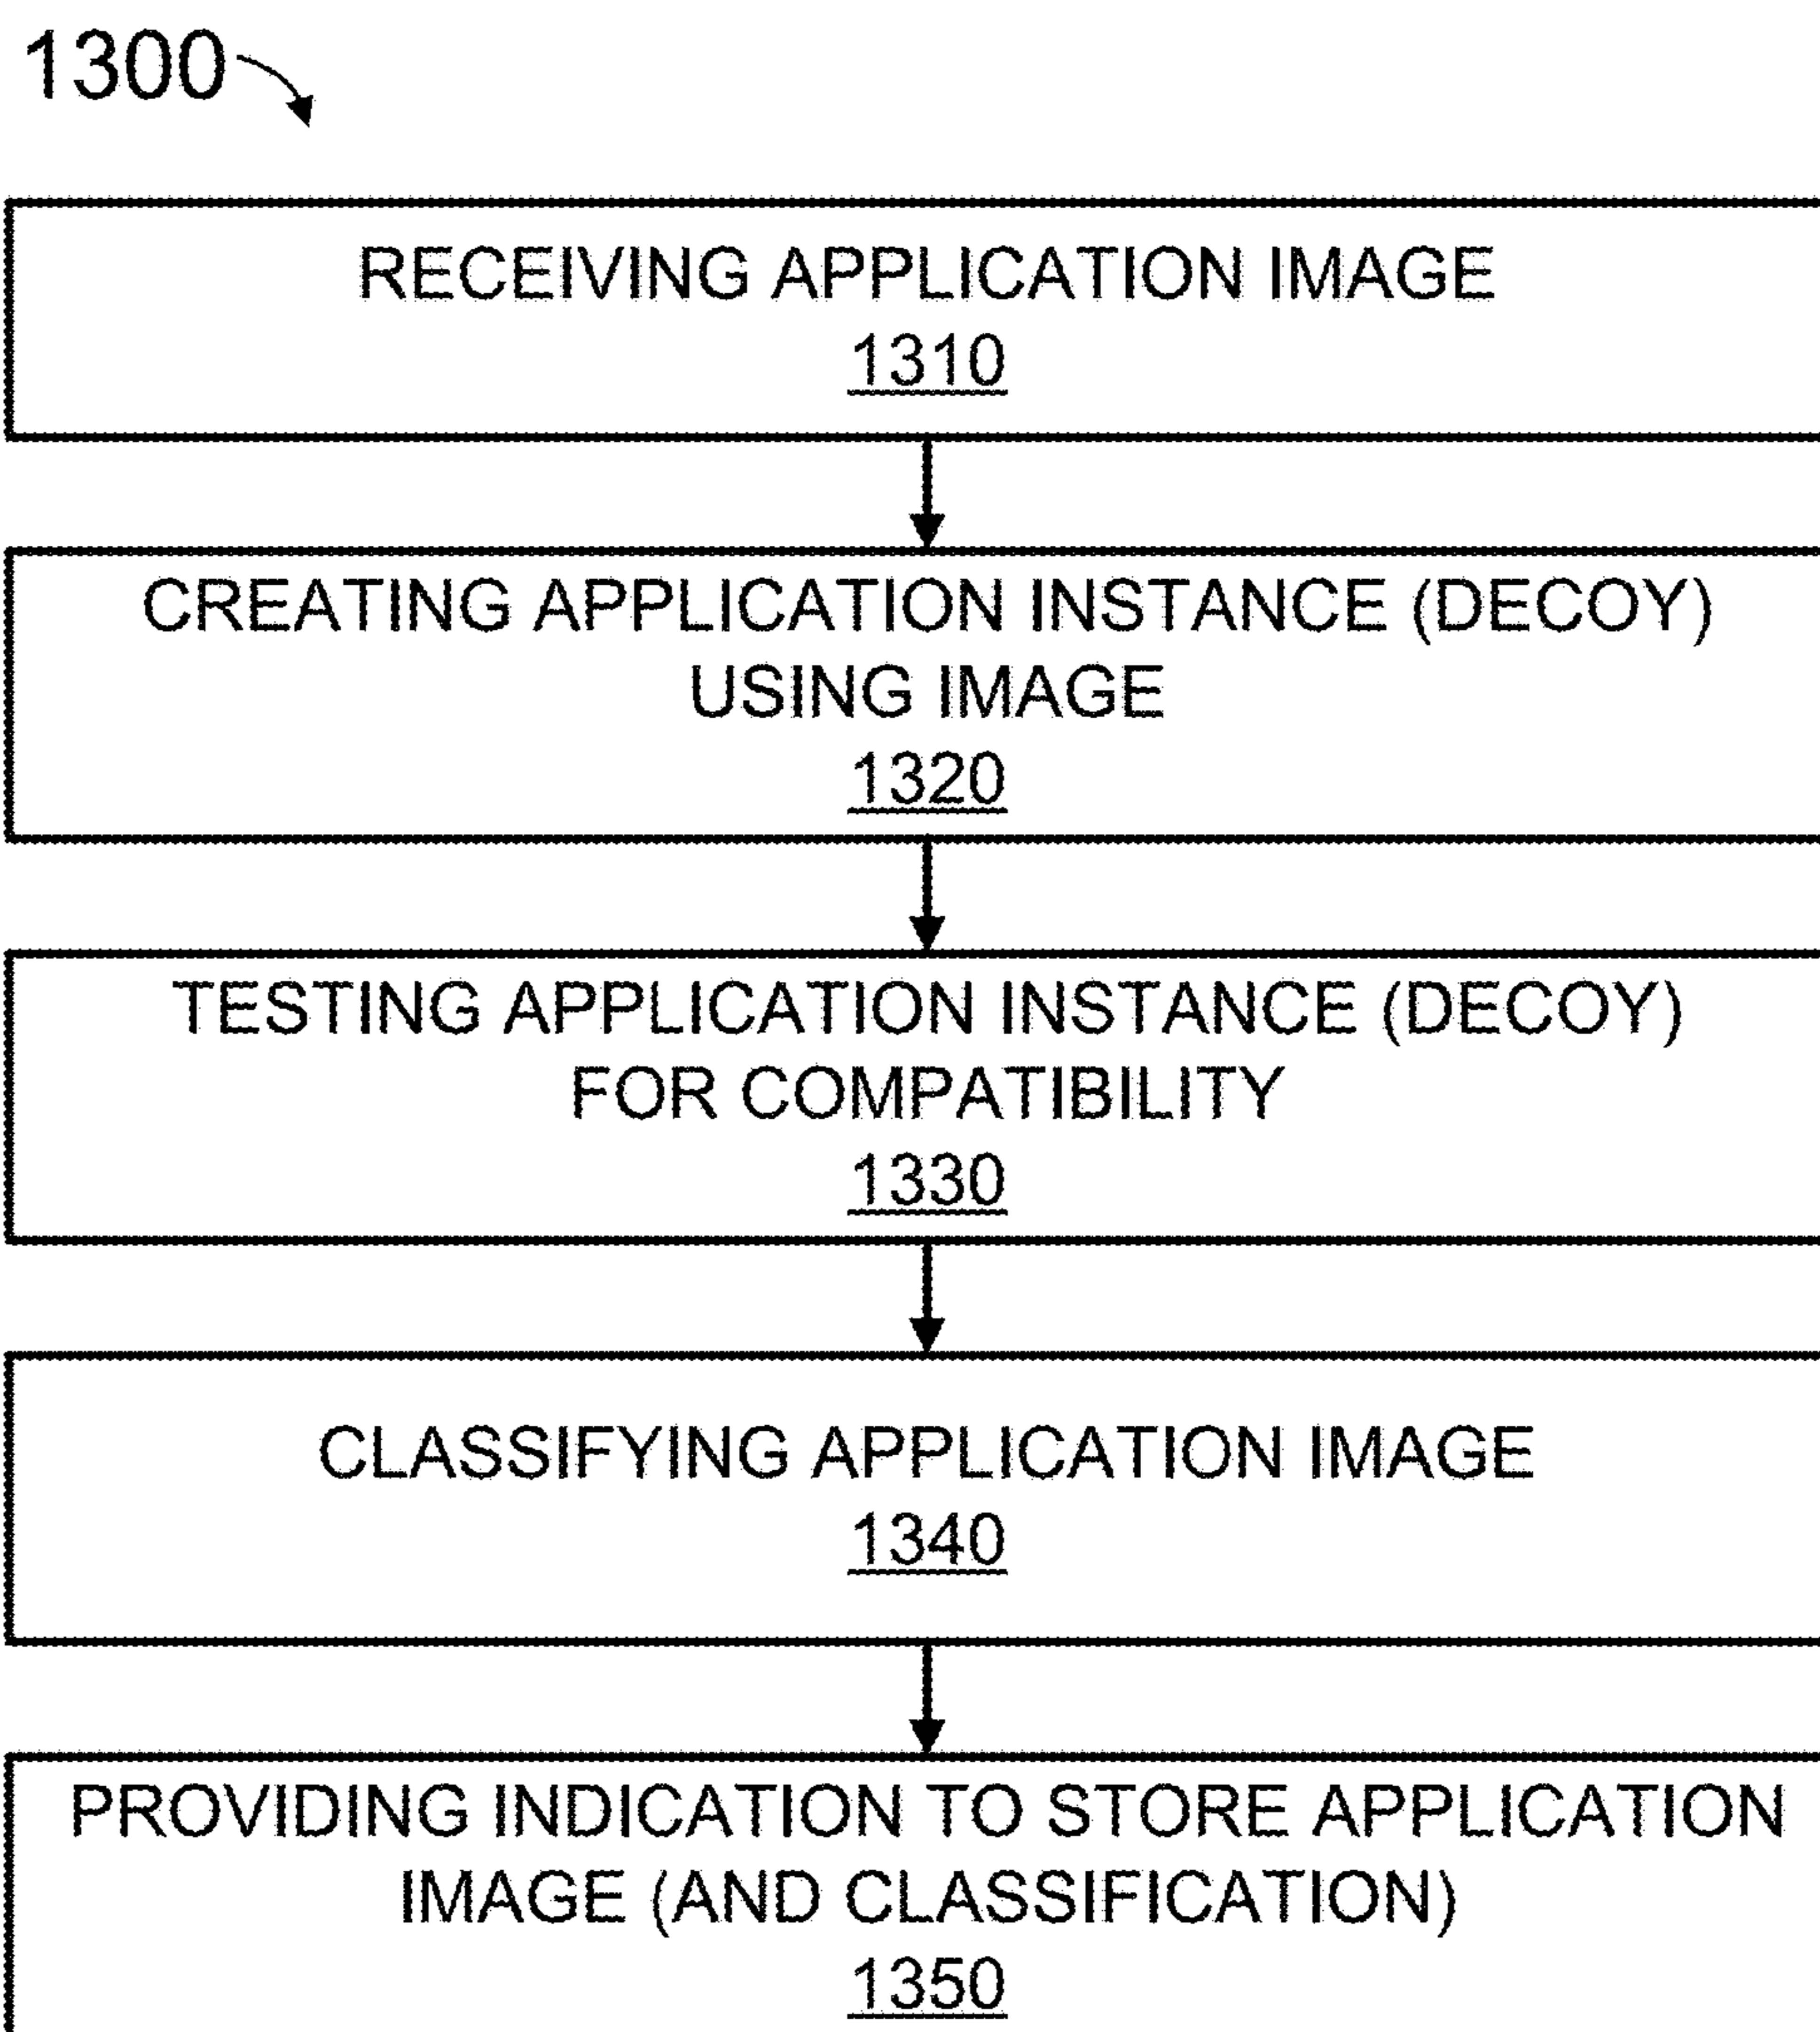 1300
RECEIVING APPLICATION IMAGE
1310
CREATING APPLICATION INSTANCE (DECOY)
USING IMAGE
1320
TESTING APPLICATION INSTANCE (DECOY)
FOR COMPATIBILITY
1330
CLASSIFYING APPLICATION IMAGE
1340
PROVIDING INDICATION TO STORE APPLICATION
IMAGE (AND CLASSIFICATION)
1350